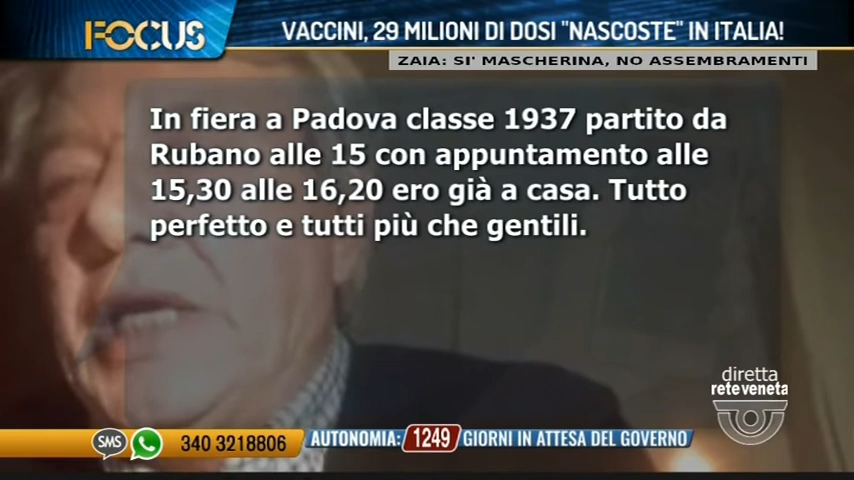 FOCUS
VACCINI, 29 MILIONI DI DOSI "NASCOSTE" IN ITALIA!
ZAIA: SI' MASCHERINA, NO ASSEMBRAMENTI
In fiera a Padova classe 1937 partito da
Rubano alle 15 con appuntamento alle
15,30 alle 16,20 ero già a casa. Tutto
perfetto e tutti più che gentili.
diretta
reteveneta
SMS 340 3218806 AUTONOMIA: 1249 GIORNI IN ATTESA DEL GOVERNO